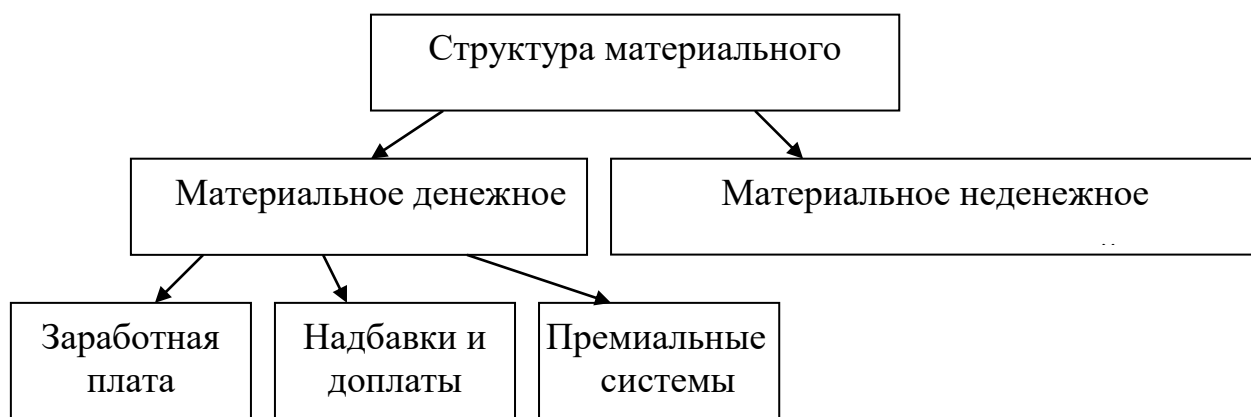 Структура материального
Материальное денежное
Материальное неденежное
Заработная
плата
Надбавки и
доплаты
Премиальные
системы